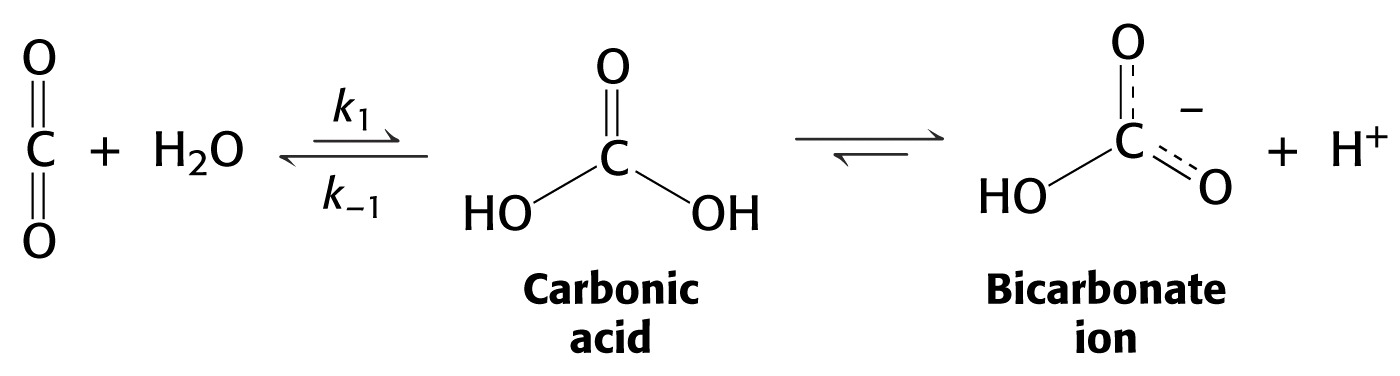 O
C + H₂O
O
k₁
k₋₁
O
C
HO OH
Carbonic
acid
O
C −
HO O
+ H⁺
Bicarbonate
ion